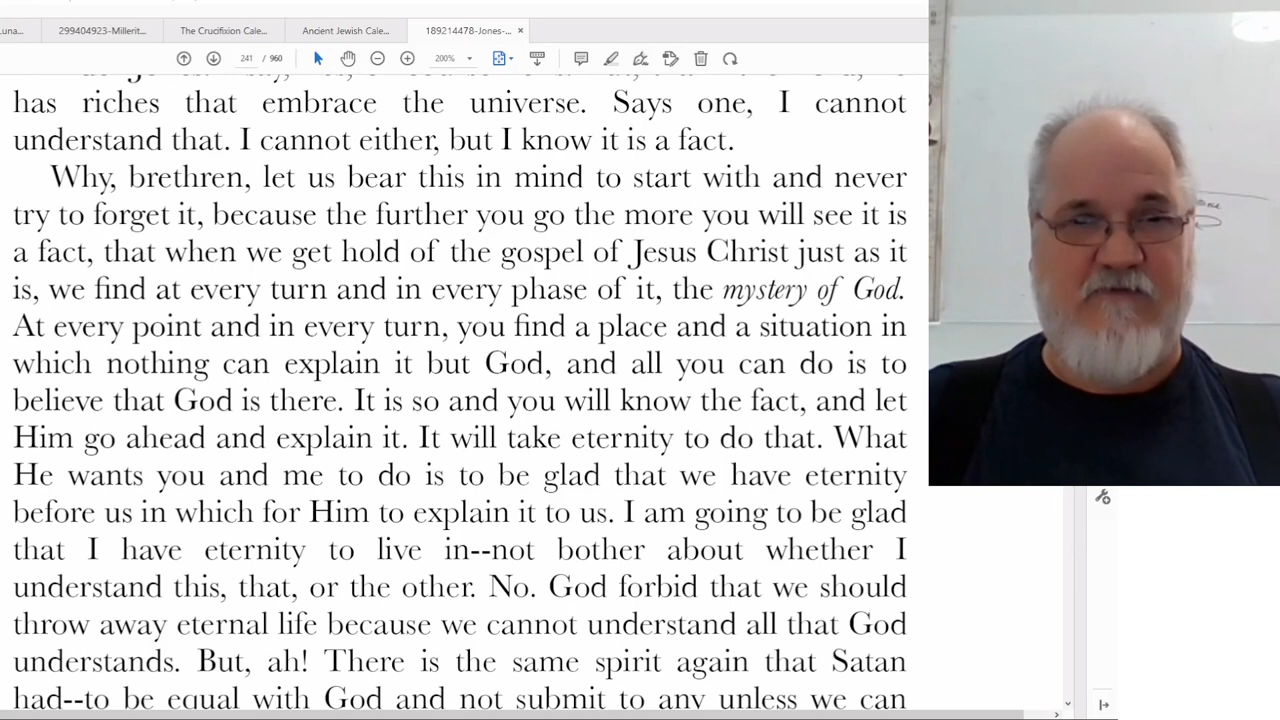 una...
299404923-Millerit...
The Crucifixion Cale...
Ancient Jewish Cale...
189214478-Jones-...
241 / 960
200%
has riches that embrace the universe. Says one, I cannot
understand that. I cannot either, but I know it is a fact.
Why, brethren, let us bear this in mind to start with and never
try to forget it, because the further you go the more you will see it is
a fact, that when we get hold of the gospel of Jesus Christ just as it
is, we find at every turn and in every phase of it, the mystery of God.
At every point and in every turn, you find a place and a situation in
which nothing can explain it but God, and all you can do is to
believe that God is there. It is so and you will know the fact, and let
Him go ahead and explain it. It will take eternity to do that. What
He wants you and me to do is to be glad that we have eternity
before us in which for Him to explain it to us. I am going to be glad
that I have eternity to live in--not bother about whether I
understand this, that, or the other. No. God forbid that we should
throw away eternal life because we cannot understand all that God
understands. But, ah! There is the same spirit again that Satan
had--to be equal with God and not submit to any unless we can